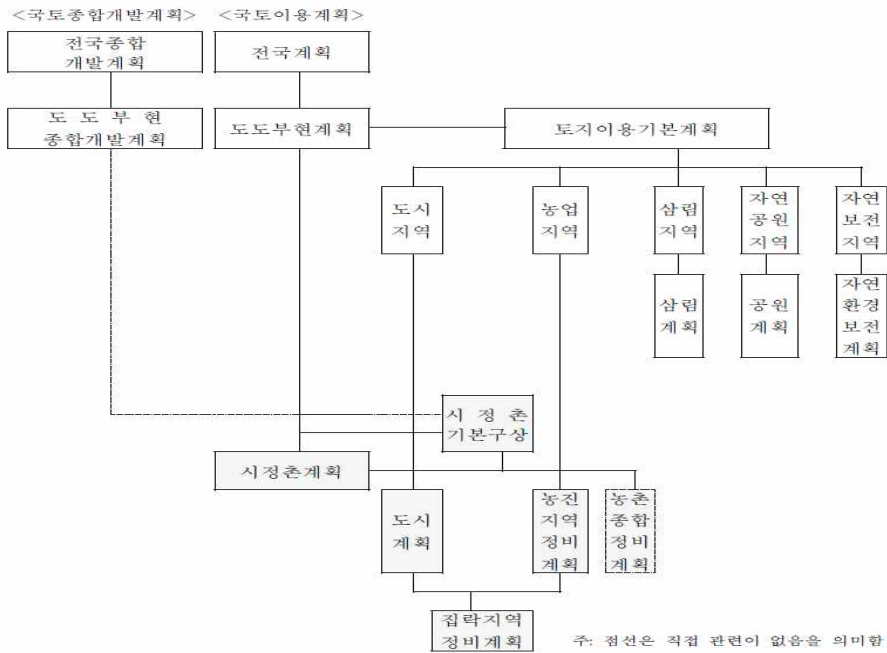 <국토종합개발계획> <국토이용계획>
전국종합
개발계획
전국계획
도 도 부 현
종합개발계획
도도부현계획
토지이용기본계획
도시
지역
농업
지역
삼림
지역
자연
공원
지역
자연
보전
지역
삼림
계획
공원
계획
자연
환경
보전
계획
시 정 촌
기본구상
시정촌계획
도시
계획
농진
지역
정비
계획
농촌
종합
정비
계획
집락지역
정비계획
주: 점선은 직접 관련이 없음을 의미함